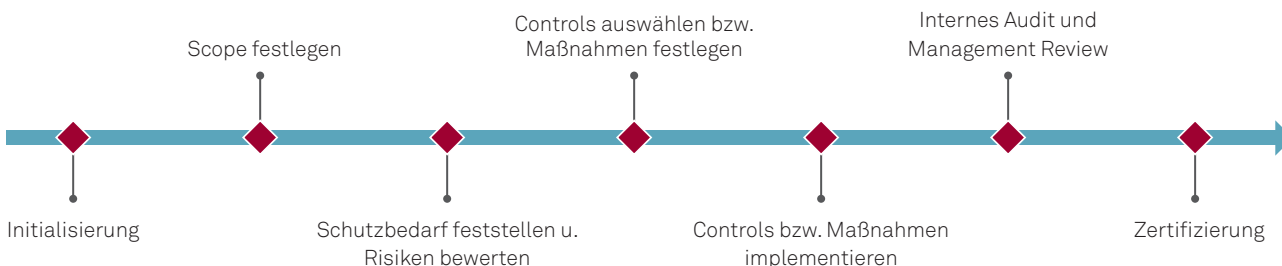 Initialisierung
Scope festlegen
Schutzbedarf feststellen u.
Risiken bewerten
Controls auswählen bzw.
Maßnahmen festlegen
Controls bzw. Maßnahmen
implementieren
Internes Audit und
Management Review
Zertifizierung